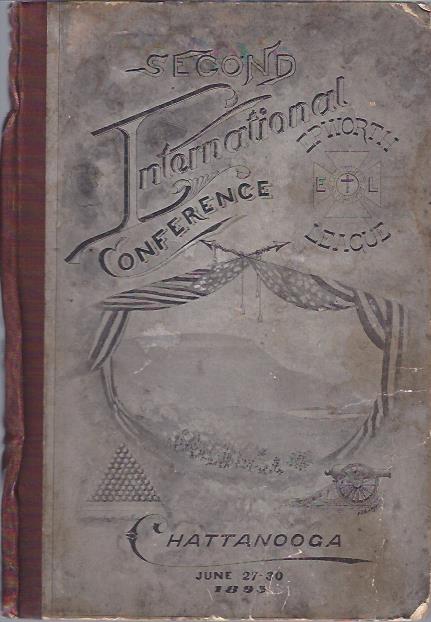 SECOND
International
EPWORTH
E L
LEAGUE
CONFERENCE
CHATTANOOGA
JUNE 27-30
1895